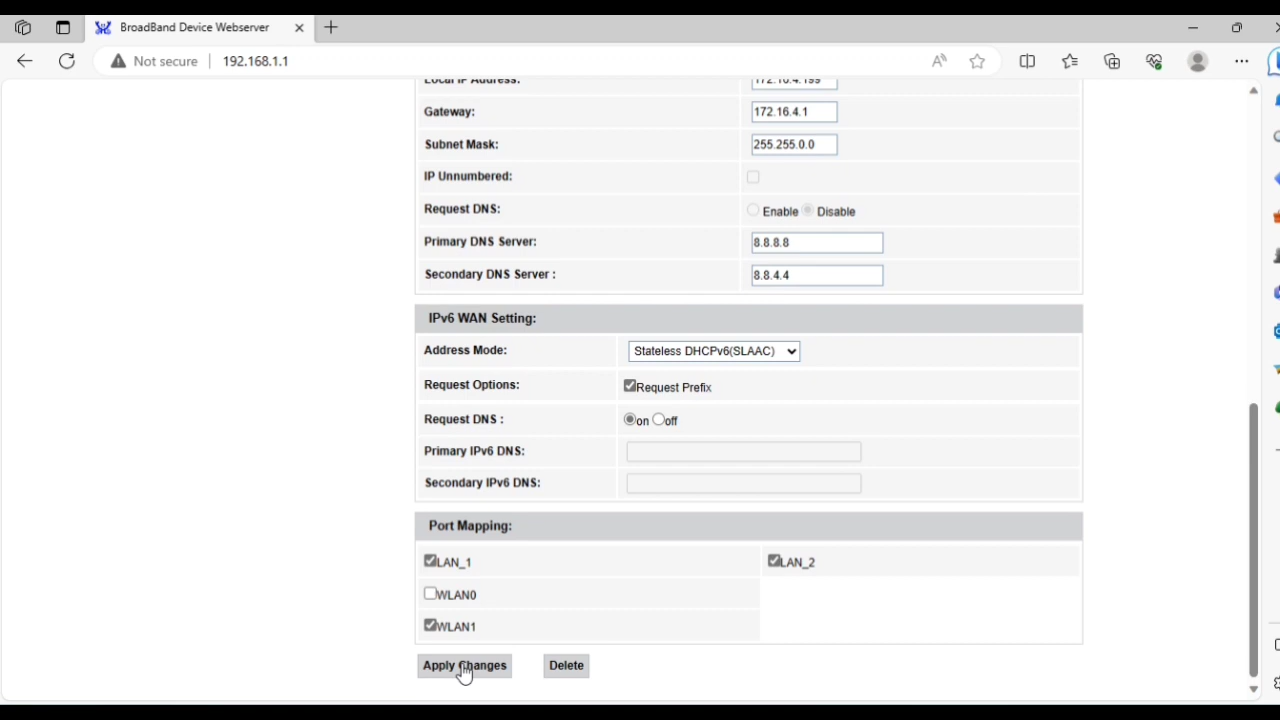 BroadBand Device Webserver
Not secure | 192.168.1.1
Local IP Address: 172.16.4.199
Gateway: 172.16.4.1
Subnet Mask: 255.255.0.0
IP Unnumbered:
Request DNS: Enable Disable
Primary DNS Server: 8.8.8.8
Secondary DNS Server : 8.8.4.4
IPv6 WAN Setting:
Address Mode: Stateless DHCPv6(SLAAC)
Request Options: Request Prefix
Request DNS : on off
Primary IPv6 DNS:
Secondary IPv6 DNS:
Port Mapping:
LAN_1 LAN_2
WLAN0
WLAN1
Apply Changes Delete